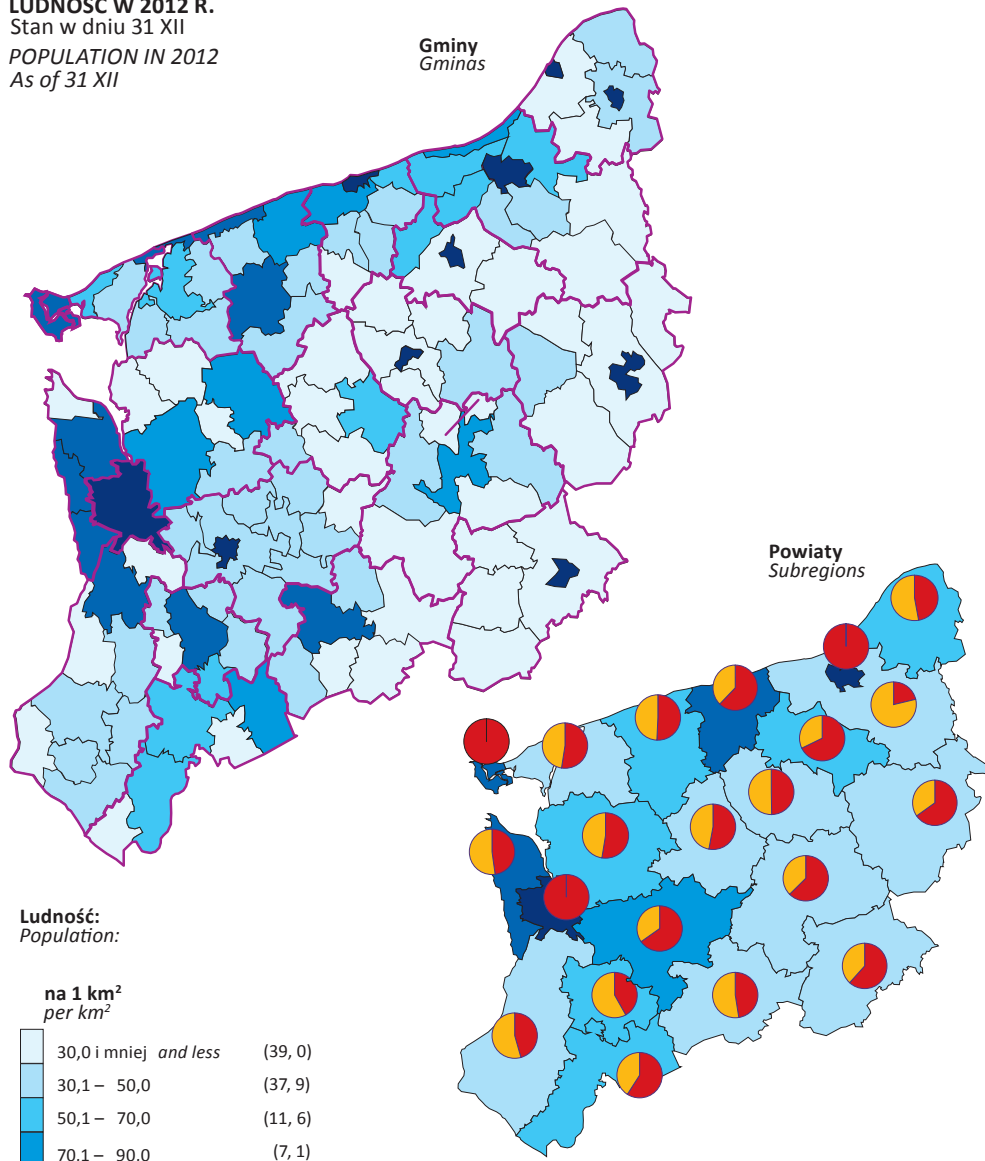 LUDNOŚĆ W 2012 R.
Stan w dniu 31 XII
POPULATION IN 2012
As of 31 XII
Gminy
Gminas
Powiaty
Subregions
Ludność:
Population:
na 1 km²
per km²
30,0 i mniej and less (39, 0)
30,1 – 50,0 (37, 9)
50,1 – 70,0 (11, 6)
70,1 – 90,0 (7, 1)